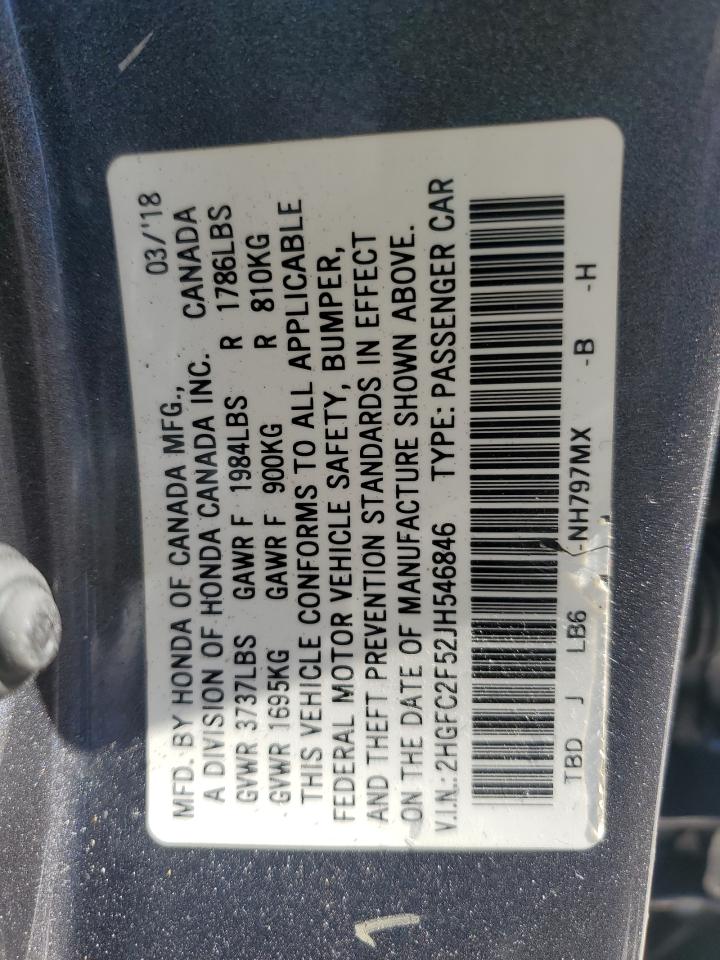 MFD. BY HONDA OF CANADA MFG., 03/'18
A DIVISION OF HONDA CANADA INC. CANADA
GVWR 3737LBS GAWR F 1984LBS R 1786LBS
GVWR 1695KG GAWR F 900KG R 810KG
THIS VEHICLE CONFORMS TO ALL APPLICABLE
FEDERAL MOTOR VEHICLE SAFETY, BUMPER,
AND THEFT PREVENTION STANDARDS IN EFFECT
ON THE DATE OF MANUFACTURE SHOWN ABOVE.
V.I.N.: 2HGFC2F52JH546846 TYPE: PASSENGER CAR
TBD J LB6 -NH797MX -B -H